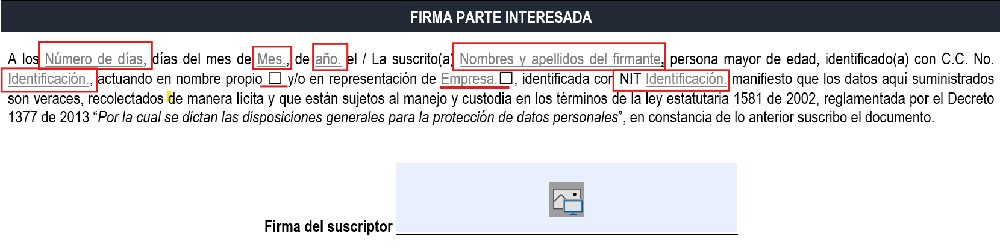 FIRMA PARTE INTERESADA
A los Número de días, días del mes de Mes., de año. el / La suscrito(a) Nombres y apellidos del firmante, persona mayor de edad, identificado(a) con C.C. No.
Identificación., actuando en nombre propio ☐ y/o en representación de Empresa.☐, identificada con NIT Identificación. manifiesto que los datos aquí suministrados
son veraces, recolectados de manera lícita y que están sujetos al manejo y custodia en los términos de la ley estatutaria 1581 de 2002, reglamentada por el Decreto
1377 de 2013 “Por la cual se dictan las disposiciones generales para la protección de datos personales”, en constancia de lo anterior suscribo el documento.
Firma del suscriptor